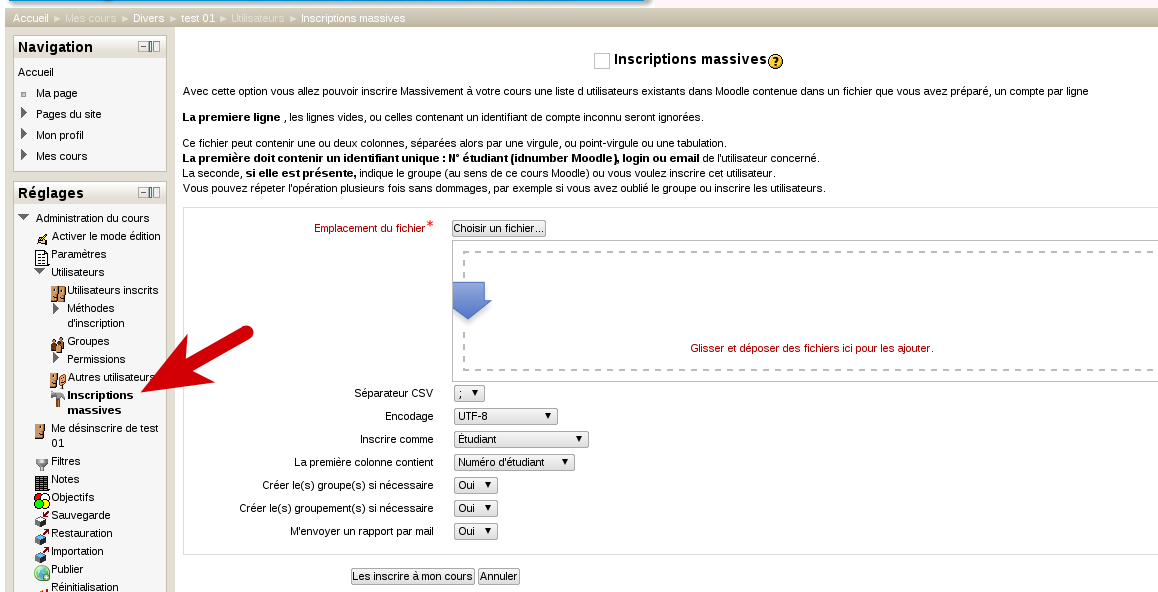 Accueil ► Mes cours ► Divers ► test 01 ► Utilisateurs ► Inscriptions massives
Navigation
Accueil
Ma page
Pages du site
Mon profil
Mes cours
Réglages
Administration du cours
Activer le mode édition
Paramètres
Utilisateurs
Utilisateurs inscrits
Méthodes
d'inscription
Groupes
Permissions
Autres utilisateurs
Inscriptions
massives
Me désinscrire de test
01
Filtres
Notes
Objectifs
Sauvegarde
Restauration
Importation
Publier
Réinitialisation
Inscriptions massives
Avec cette option vous allez pouvoir inscrire Massivement à votre cours une liste d utilisateurs existants dans Moodle contenue dans un fichier que vous avez préparé, un compte par ligne
La premiere ligne , les lignes vides, ou celles contenant un identifiant de compte inconnu seront ignorées.
Ce fichier peut contenir une ou deux colonnes, séparées alors par une virgule, ou point-virgule ou une tabulation.
La première doit contenir un identifiant unique : N° étudiant (idnumber Moodle), login ou email de l'utilisateur concerné.
La seconde, si elle est présente, indique le groupe (au sens de ce cours Moodle) ou vous voulez inscrire cet utilisateur.
Vous pouvez répeter l'opération plusieurs fois sans dommages, par exemple si vous avez oublié le groupe ou inscrire les utilisateurs.
Emplacement du fichier* Choisir un fichier...
Glisser et déposer des fichiers ici pour les ajouter.
Séparateur CSV ;
Encodage UTF-8
Inscrire comme Étudiant
La première colonne contient Numéro d'étudiant
Créer le(s) groupe(s) si nécessaire Oui
Créer le(s) groupement(s) si nécessaire Oui
M'envoyer un rapport par mail Oui
Les inscrire à mon cours Annuler